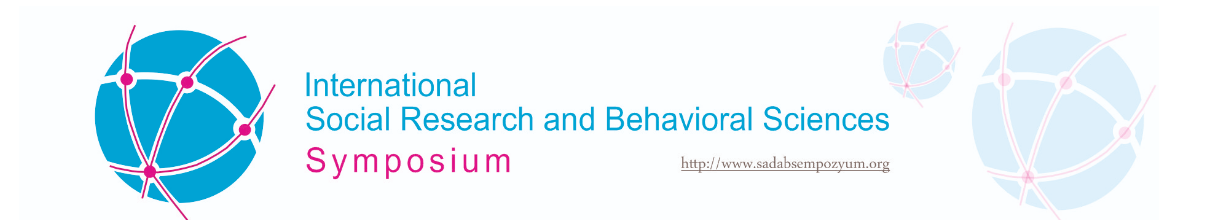 International
Social Research and Behavioral Sciences
Symposium
http://www.sadabsempozyum.org